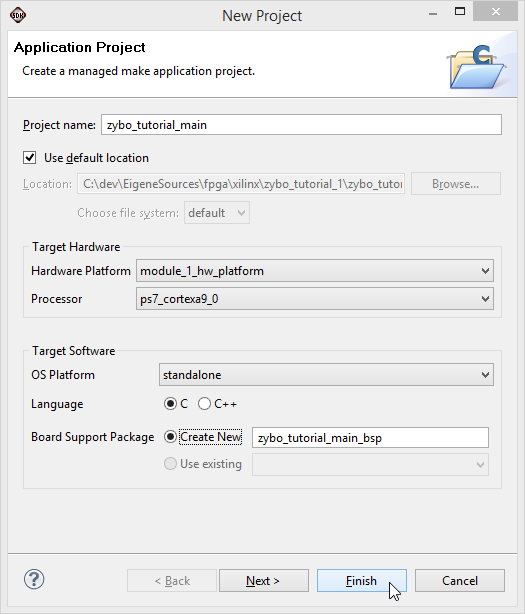 SDK New Project
Application Project
Create a managed make application project.
C
Project name: zybo_tutorial_main
Use default location
Location: C:\dev\EigeneSources\fpga\xilinx\zybo_tutorial_1\zybo_tutor Browse...
Choose file system: default
Target Hardware
Hardware Platform module_1_hw_platform
Processor ps7_cortexa9_0
Target Software
OS Platform standalone
Language C C++
Board Support Package Create New zybo_tutorial_main_bsp
Use existing
? < Back Next > Finish Cancel